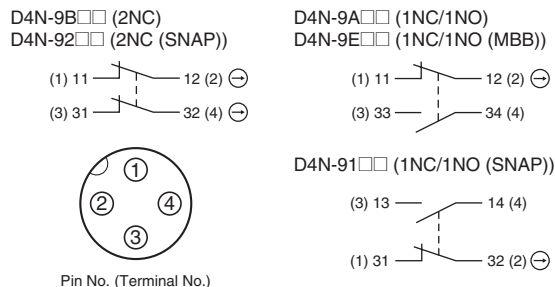 D4N-9B□□ (2NC)
D4N-92□□ (2NC (SNAP))
(1) 11 12 (2)
(3) 31 32 (4)
1
2 4
3
Pin No. (Terminal No.)
D4N-9A□□ (1NC/1NO)
D4N-9E□□ (1NC/1NO (MBB))
(1) 11 12 (2)
(3) 33 34 (4)
D4N-91□□ (1NC/1NO (SNAP))
(3) 13 14 (4)
(1) 31 32 (2)